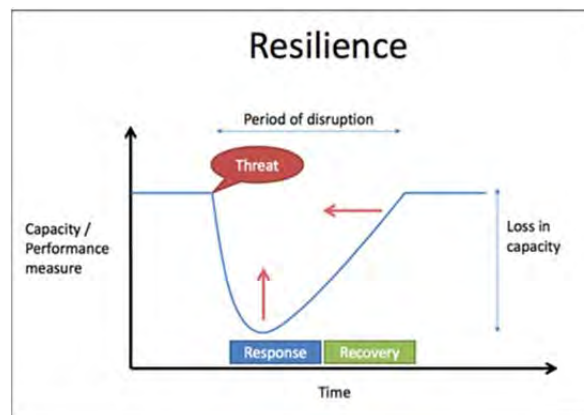 Resilience
Period of disruption
Threat
Capacity /
Performance
measure
Loss in
capacity
Response
Recovery
Time